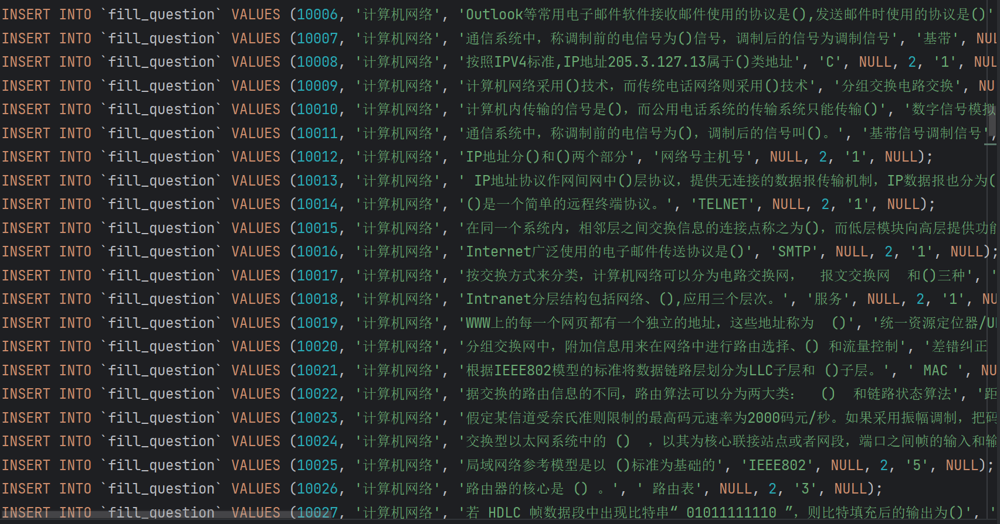 INSERT INTO `fill_question` VALUES (10006, '计算机网络', 'Outlook等常用电子邮件软件接收邮件使用的协议是(),发送邮件时使用的协议是()'
INSERT INTO `fill_question` VALUES (10007, '计算机网络', '通信系统中，称调制前的电信号为()信号，调制后的信号为调制信号', '基带', NUL
INSERT INTO `fill_question` VALUES (10008, '计算机网络', '按照IPV4标准,IP地址205.3.127.13属于()类地址', 'C', NULL, 2, '1', NUL
INSERT INTO `fill_question` VALUES (10009, '计算机网络', '计算机网络采用()技术，而传统电话网络则采用()技术', '分组交换电路交换', NU
INSERT INTO `fill_question` VALUES (10010, '计算机网络', '计算机内传输的信号是()，而公用电话系统的传输系统只能传输()', '数字信号模拟
INSERT INTO `fill_question` VALUES (10011, '计算机网络', '通信系统中，称调制前的电信号为()，调制后的信号叫()。', '基带信号调制信号',
INSERT INTO `fill_question` VALUES (10012, '计算机网络', 'IP地址分()和()两个部分', '网络号主机号', NULL, 2, '1', NULL);
INSERT INTO `fill_question` VALUES (10013, '计算机网络', ' IP地址协议作网间网中()层协议，提供无连接的数据报传输机制，IP数据报也分为(
INSERT INTO `fill_question` VALUES (10014, '计算机网络', '()是一个简单的远程终端协议。', 'TELNET', NULL, 2, '1', NULL);
INSERT INTO `fill_question` VALUES (10015, '计算机网络', '在同一个系统内，相邻层之间交换信息的连接点称之为()，而低层模块向高层提供功能
INSERT INTO `fill_question` VALUES (10016, '计算机网络', 'Internet广泛使用的电子邮件传送协议是()', 'SMTP', NULL, 2, '1', NULL);
INSERT INTO `fill_question` VALUES (10017, '计算机网络', '按交换方式来分类，计算机网络可以分为电路交换网，  报文交换网  和()三种', '
INSERT INTO `fill_question` VALUES (10018, '计算机网络', 'Intranet分层结构包括网络、(),应用三个层次。', '服务', NULL, 2, '1', NU
INSERT INTO `fill_question` VALUES (10019, '计算机网络', 'WWW上的每一个网页都有一个独立的地址，这些地址称为  ()', '统一资源定位器/U
INSERT INTO `fill_question` VALUES (10020, '计算机网络', '分组交换网中，附加信息用来在网络中进行路由选择、() 和流量控制', '差错纠正
INSERT INTO `fill_question` VALUES (10021, '计算机网络', '根据IEEE802模型的标准将数据链路层划分为LLC子层和 ()子层。', ' MAC ', NU
INSERT INTO `fill_question` VALUES (10022, '计算机网络', '据交换的路由信息的不同，路由算法可以分为两大类：  ()  和链路状态算法', '距
INSERT INTO `fill_question` VALUES (10023, '计算机网络', '假定某信道受奈氏准则限制的最高码元速率为2000码元/秒。如果采用振幅调制，把码
INSERT INTO `fill_question` VALUES (10024, '计算机网络', '交换型以太网系统中的 ()  ，以其为核心联接站点或者网段，端口之间帧的输入和输
INSERT INTO `fill_question` VALUES (10025, '计算机网络', '局域网络参考模型是以 ()标准为基础的', 'IEEE802', NULL, 2, '5', NULL);
INSERT INTO `fill_question` VALUES (10026, '计算机网络', '路由器的核心是 () 。', ' 路由表', NULL, 2, '3', NULL);
INSERT INTO `fill_question` VALUES (10027, '计算机网络', '若 HDLC 帧数据段中出现比特串“ 01011111110 ”，则比特填充后的输出为()', '